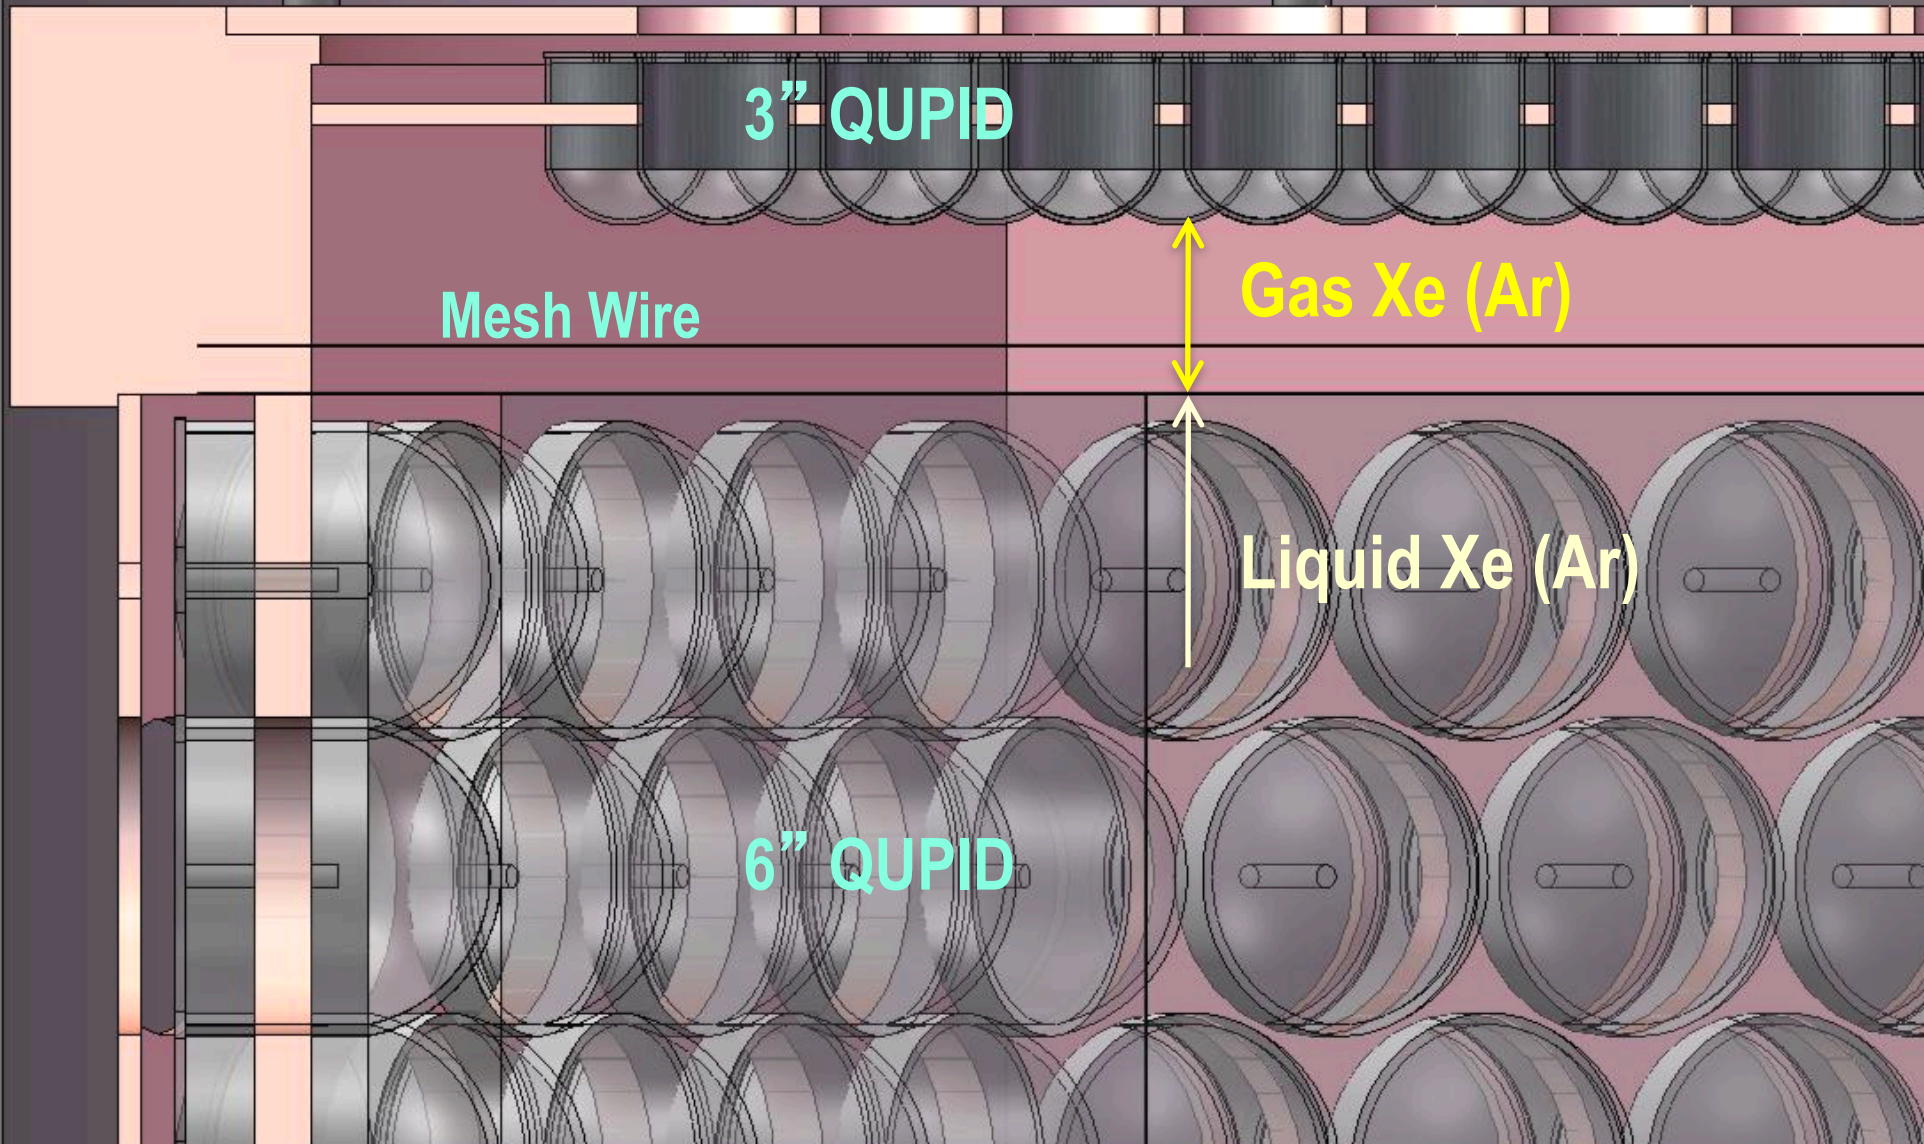 3” QUPID
Gas Xe (Ar)
Mesh Wire
Liquid Xe (Ar)
6” QUPID